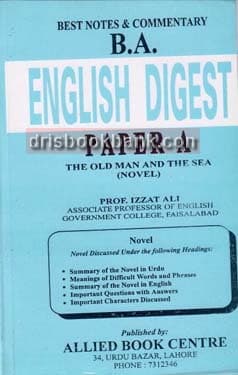 BEST NOTES & COMMENTARY
B.A.
ENGLISH DIGEST
drisbookbank.com
PAPER-A
THE OLD MAN AND THE SEA
(NOVEL)
PROF. IZZAT ALI
ASSOCIATE PROFESSOR OF ENGLISH
GOVERNMENT COLLEGE, FAISALABAD
Novel
Novel Discussed Under the following Headings:
• Summary of the Novel in Urdu
• Meanings of Difficult Words and Phrases
• Summary of the Novel in English
• Important Questions with Answers
• Important Characters Discussed
Published by:
ALLIED BOOK CENTRE
34, URDU BAZAR, LAHORE
PHONE : 7312346